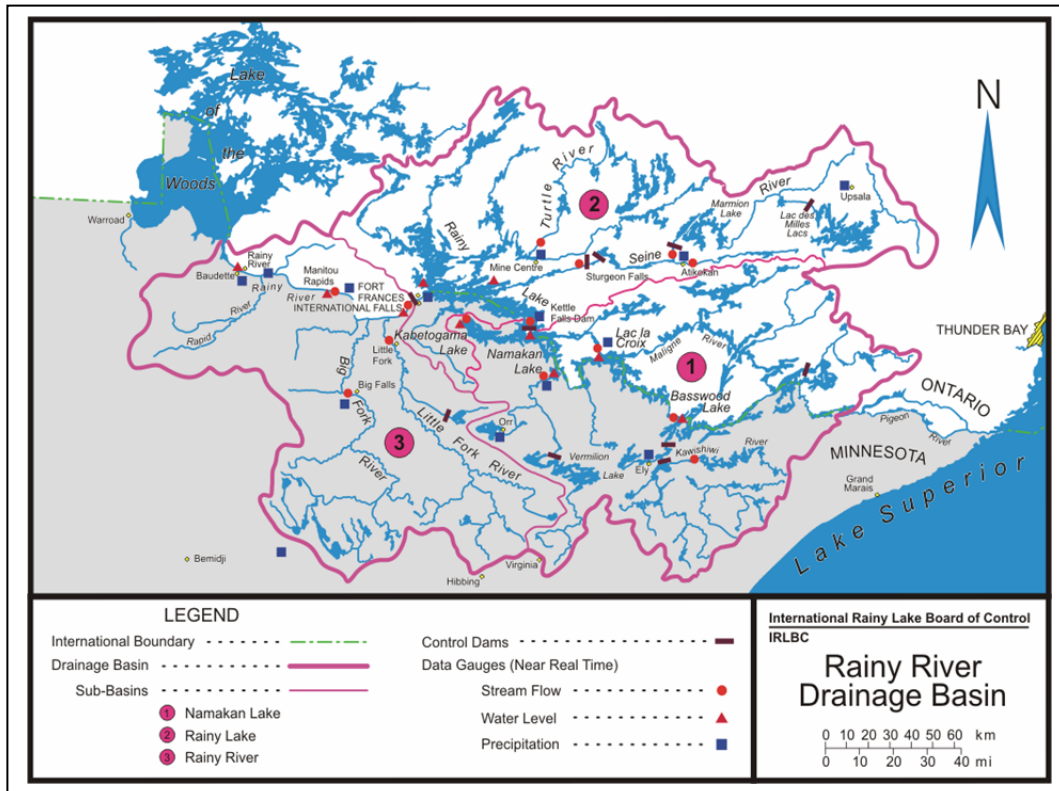 Lake
of
the
Woods
N
Warroad
Rainy
River
Baudette
Rainy
River
Manitou
Rapids
FORT
FRANCES
INTERNATIONAL FALLS
Rapid
River
Rainy
Lake
Turtle
River
2
Mine Centre
Seine
River
Sturgeon Falls
Atikokan
Marmion
Lake
Lac des
Milles
Lacs
Upsala
Kettle
Falls Dam
Kabetogama
Lake
Namakan
Lake
Lac la
Croix
Maligne
River
1
Basswood
Lake
THUNDER BAY
ONTARIO
Pigeon
River
MINNESOTA
Grand
Marais
Lake Superior
Little
Fork
Big
Fork
River
Big Falls
3
Little
Fork
River
Orr
Vermilion
Lake
Ely
Kawishiwi
River
Bemidji
Hibbing
Virginia
LEGEND
International Boundary
Drainage Basin
Sub-Basins
1 Namakan Lake
2 Rainy Lake
3 Rainy River
Control Dams
Data Gauges (Near Real Time)
Stream Flow
Water Level
Precipitation
International Rainy Lake Board of Control
IRLBC
Rainy River
Drainage Basin
0 10 20 30 40 50 60 km
0 10 20 30 40 mi